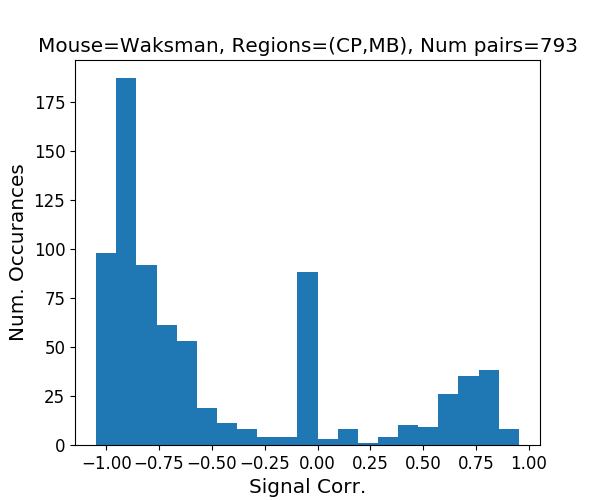 Mouse=Waksman, Regions=(CP,MB), Num pairs=793
Num. Occurances
175
150
125
100
75
50
25
0
−1.00 −0.75 −0.50 −0.25 0.00 0.25 0.50 0.75 1.00
Signal Corr.